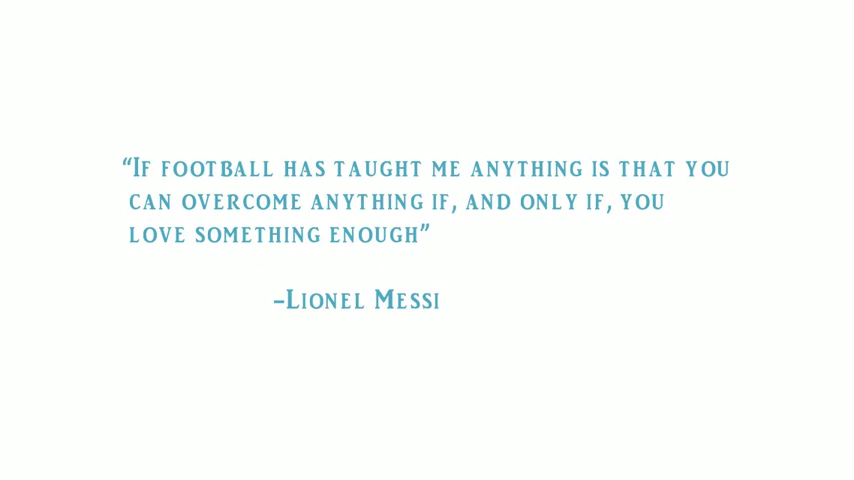 “If football has taught me anything is that you
can overcome anything if, and only if, you
love something enough”
–Lionel Messi